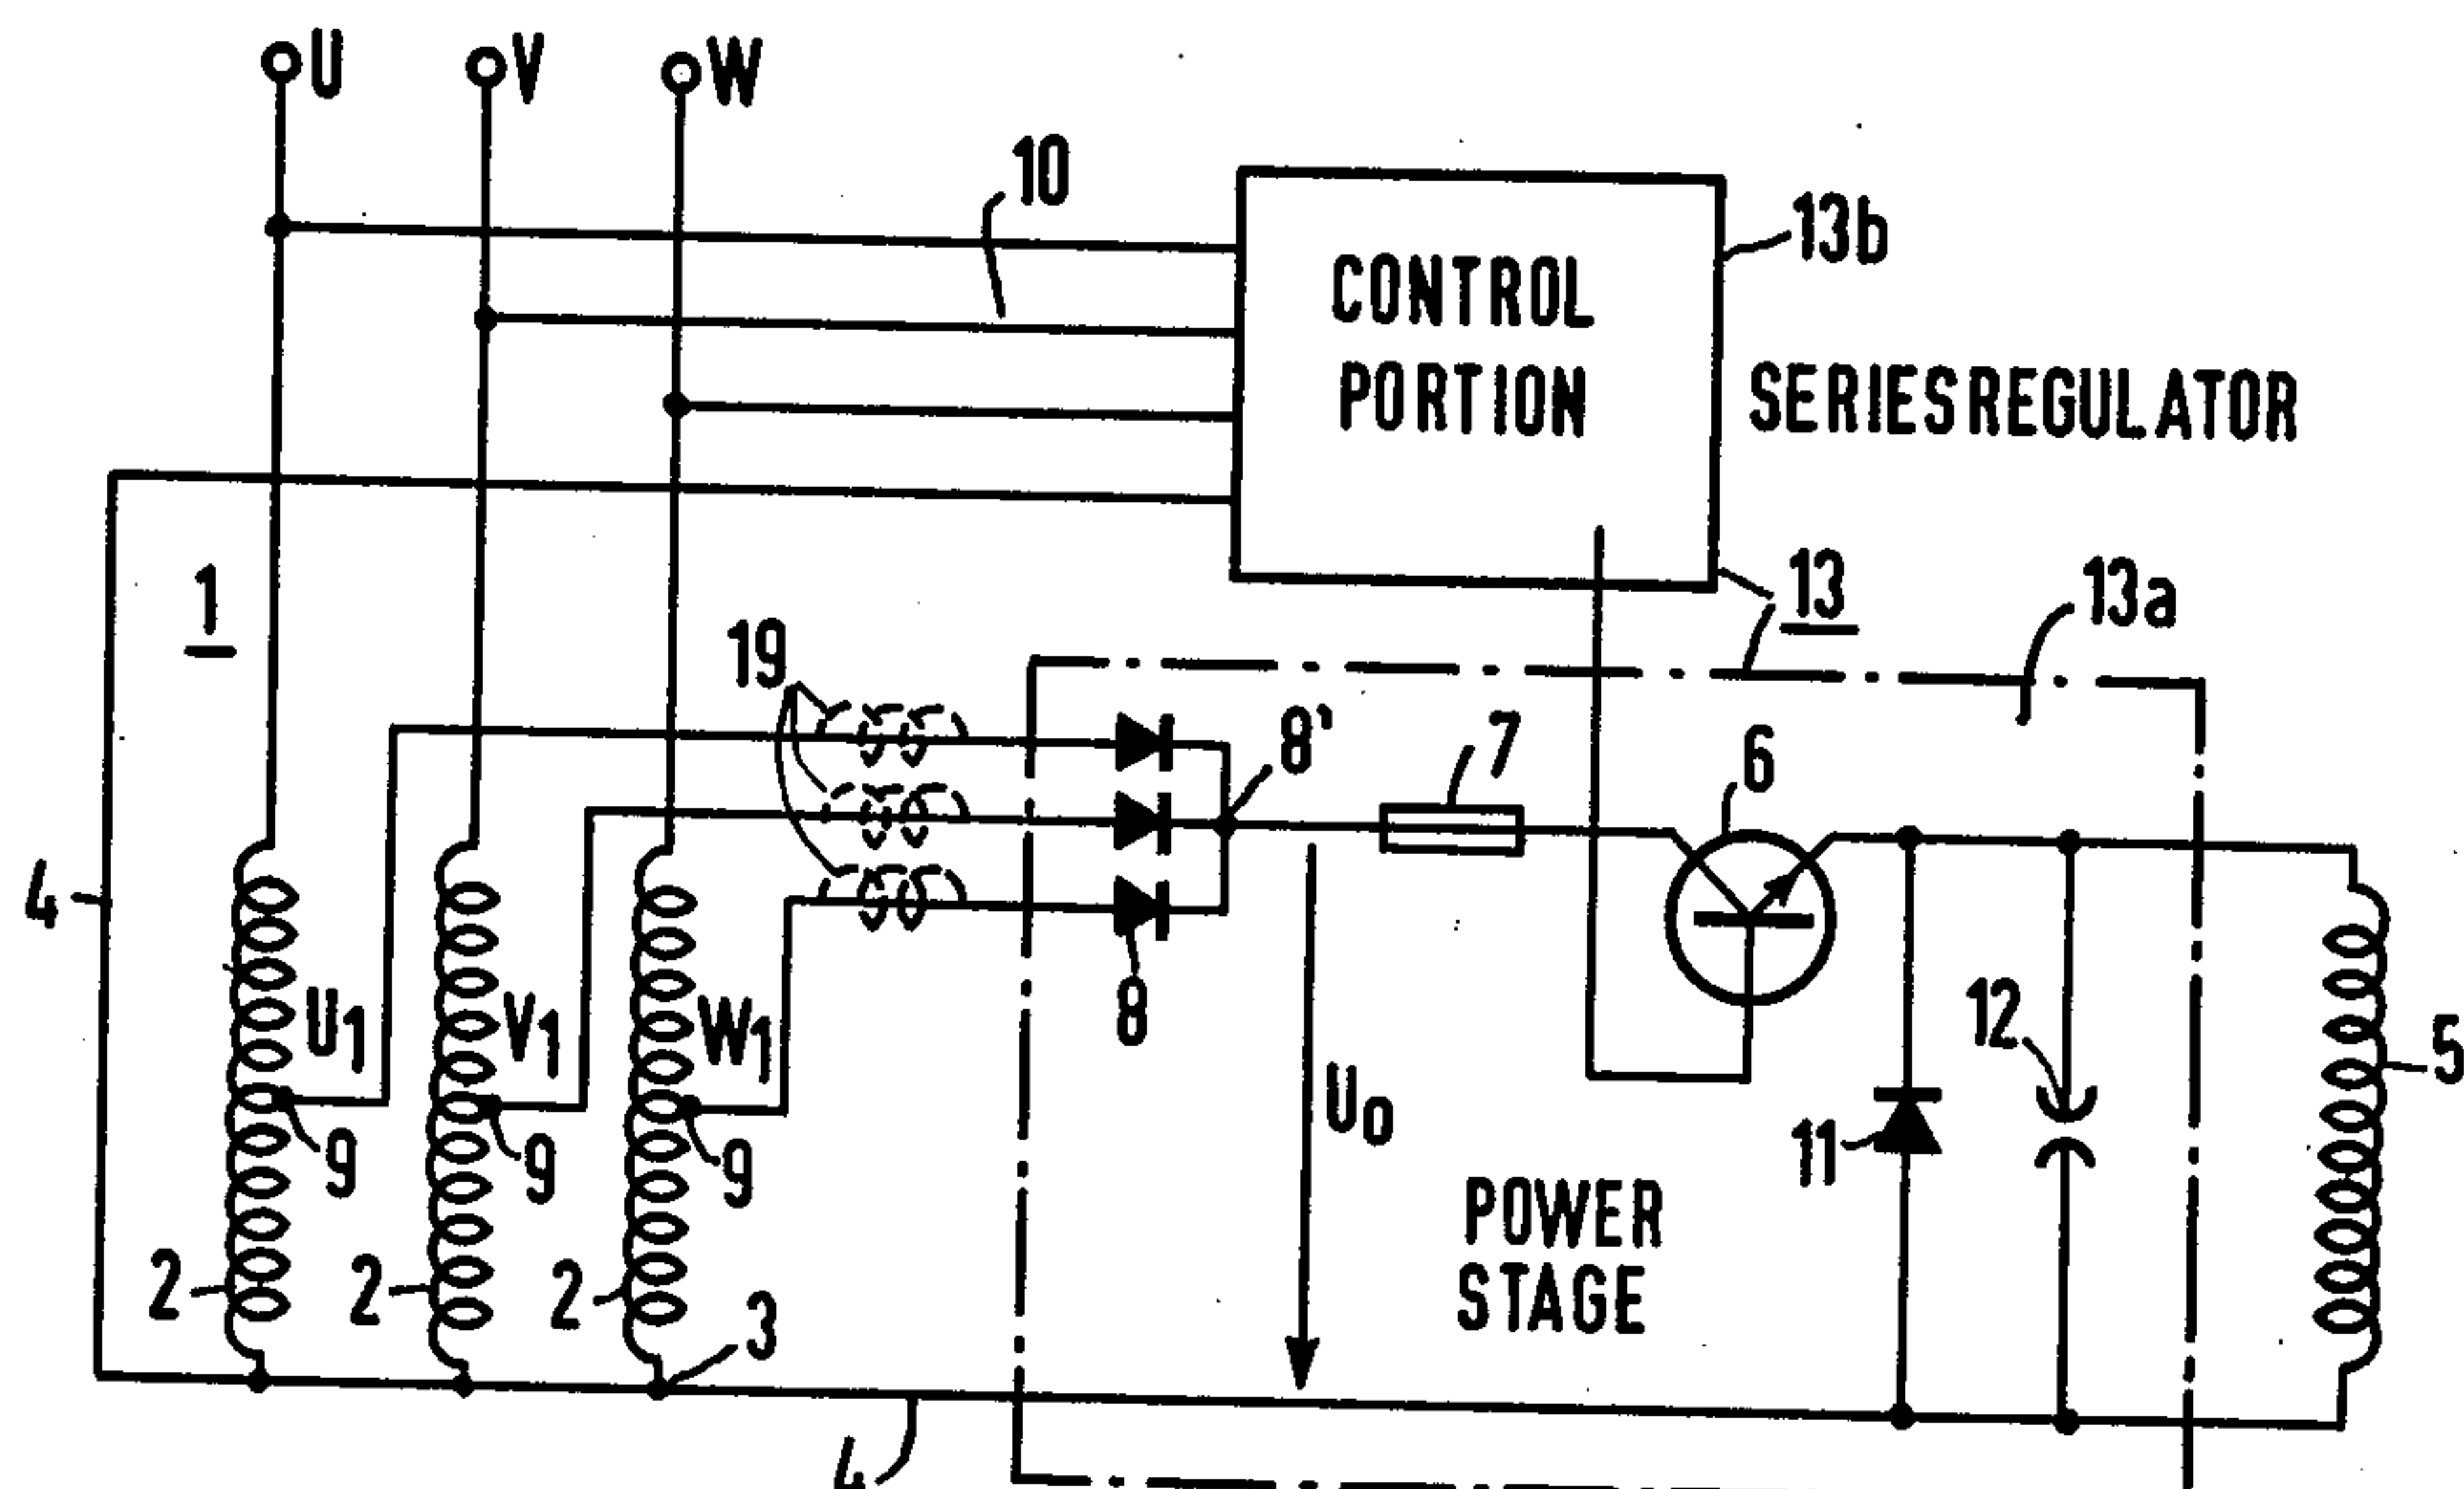 U V W
10
13b
CONTROL
PORTION
SERIES REGULATOR
1
13
13a
19
8'
7
6
4
U1 V1 W1
8
12
5
U0
11
9 9 9
POWER
STAGE
2 2 2
3
4